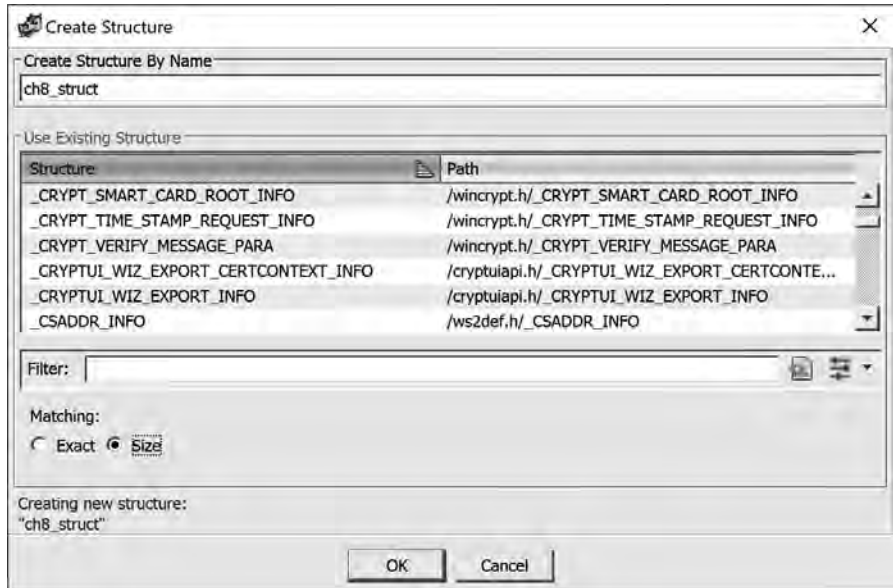 Create Structure
Create Structure By Name
ch8_struct
Use Existing Structure
Structure Path
_CRYPT_SMART_CARD_ROOT_INFO /wincrypt.h/_CRYPT_SMART_CARD_ROOT_INFO
_CRYPT_TIME_STAMP_REQUEST_INFO /wincrypt.h/_CRYPT_TIME_STAMP_REQUEST_INFO
_CRYPT_VERIFY_MESSAGE_PARA /wincrypt.h/_CRYPT_VERIFY_MESSAGE_PARA
_CRYPTUI_WIZ_EXPORT_CERTCONTEXT_INFO /cryptuiapi.h/_CRYPTUI_WIZ_EXPORT_CERTCONTE...
_CRYPTUI_WIZ_EXPORT_INFO /cryptuiapi.h/_CRYPTUI_WIZ_EXPORT_INFO
_CSADDR_INFO /ws2def.h/_CSADDR_INFO
Filter:
Matching:
Exact Size
Creating new structure:
"ch8_struct"
OK Cancel